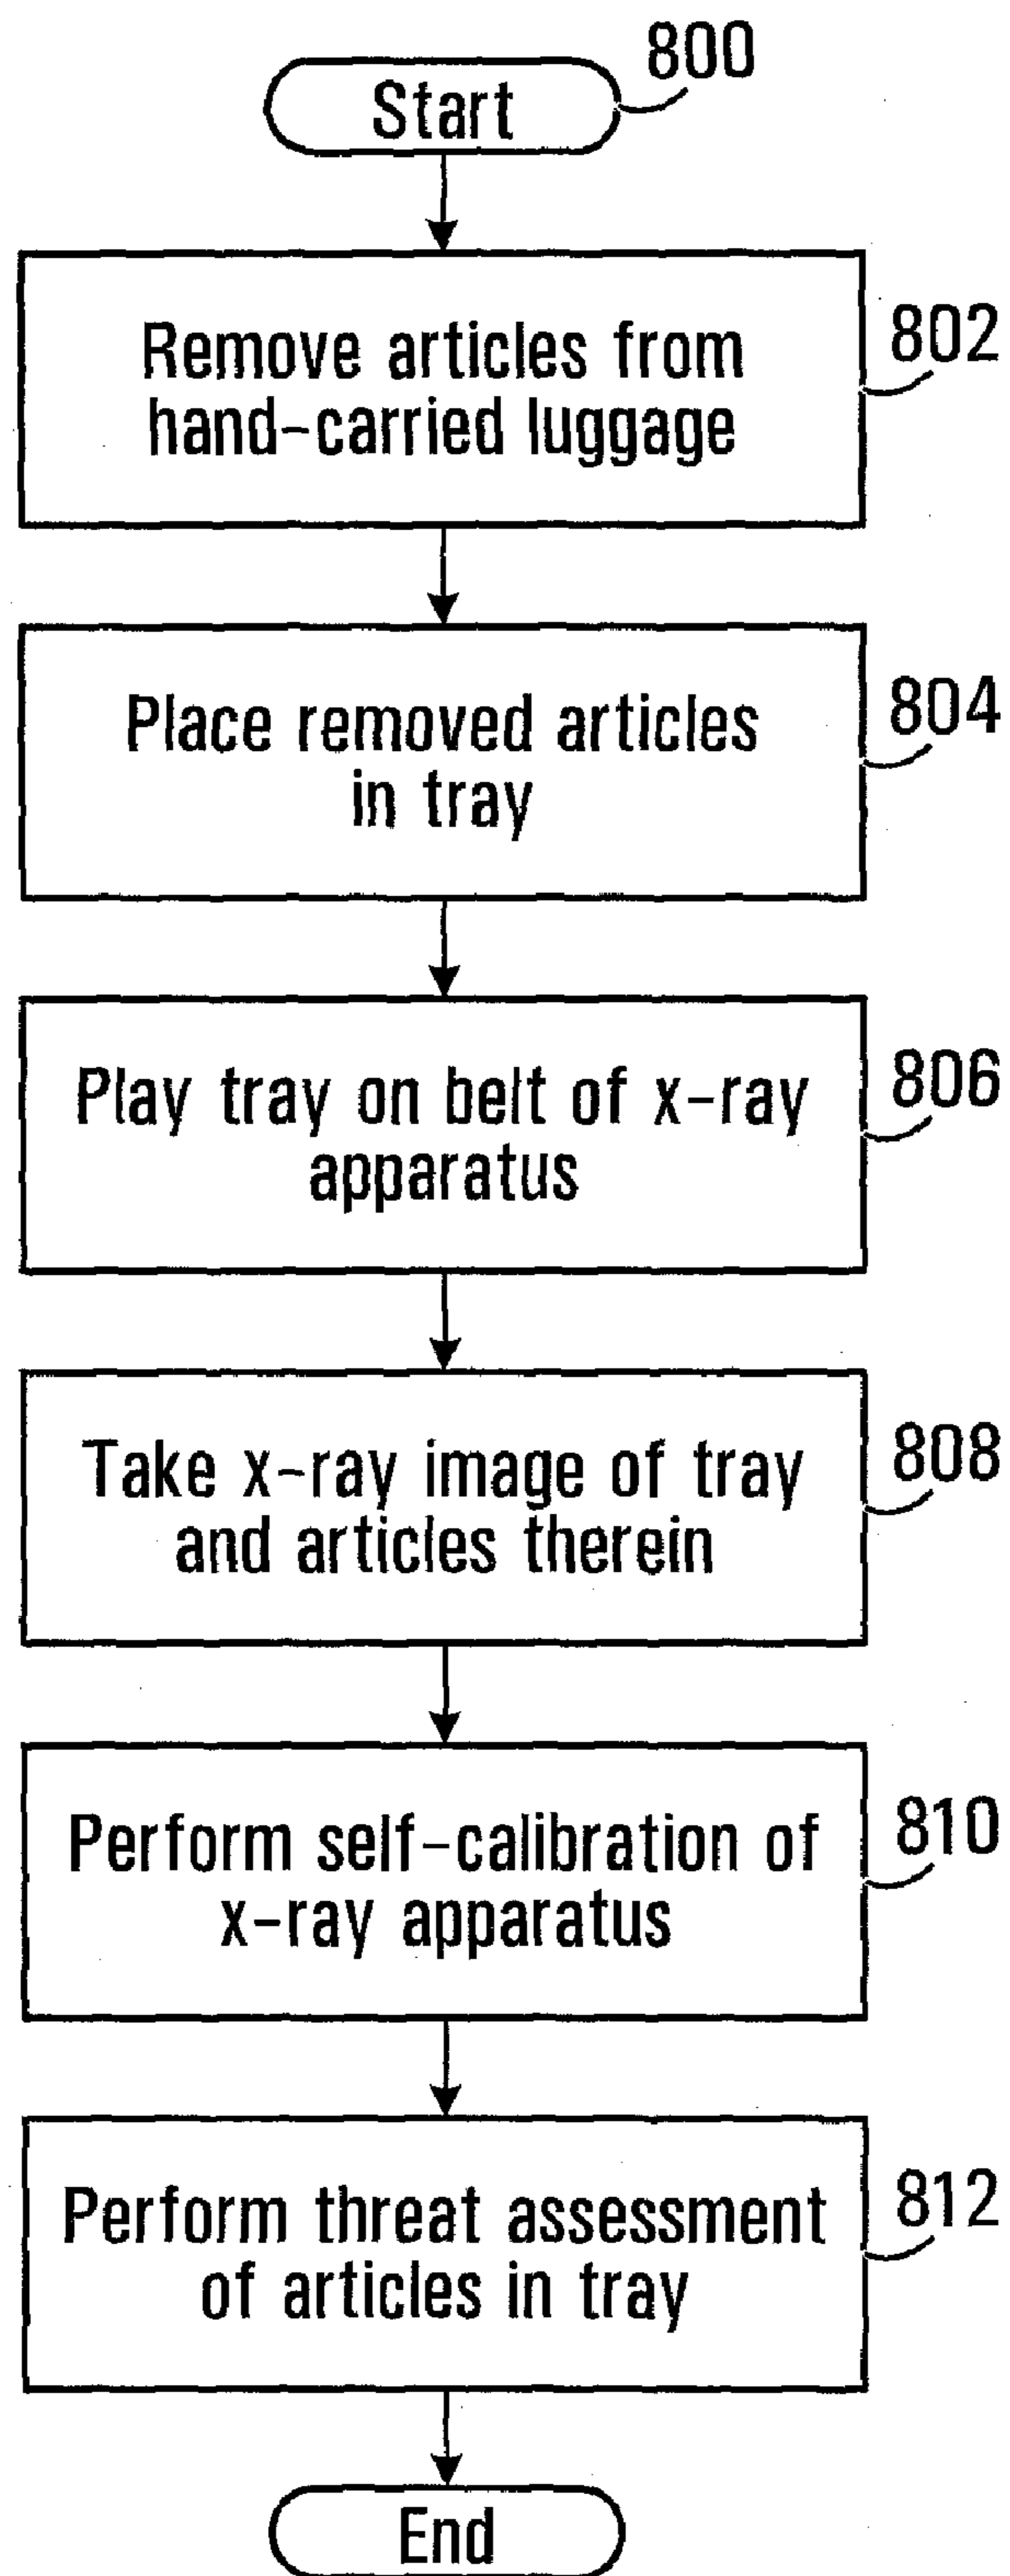 Start
800
Remove articles from
hand-carried luggage
802
Place removed articles
in tray
804
Play tray on belt of x-ray
apparatus
806
Take x-ray image of tray
and articles therein
808
Perform self-calibration of
x-ray apparatus
810
Perform threat assessment
of articles in tray
812
End